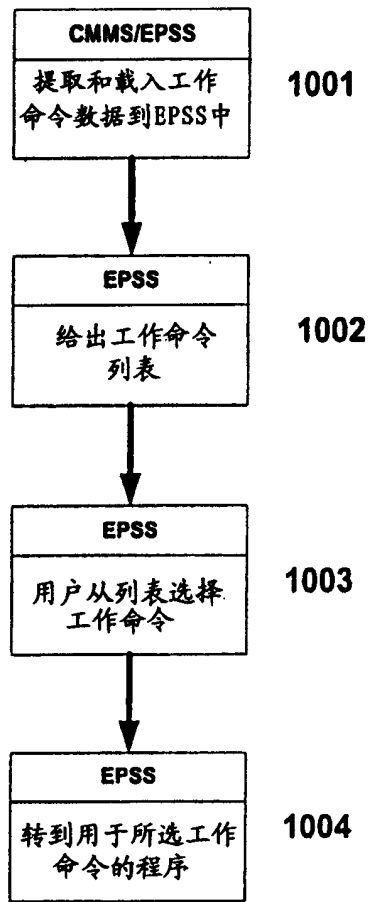 CMMS/EPSS
提取和载入工作
命令数据到EPSS中
1001
EPSS
给出工作命令
列表
1002
EPSS
用户从列表选择
工作命令
1003
EPSS
转到用于所选工作
命令的程序
1004